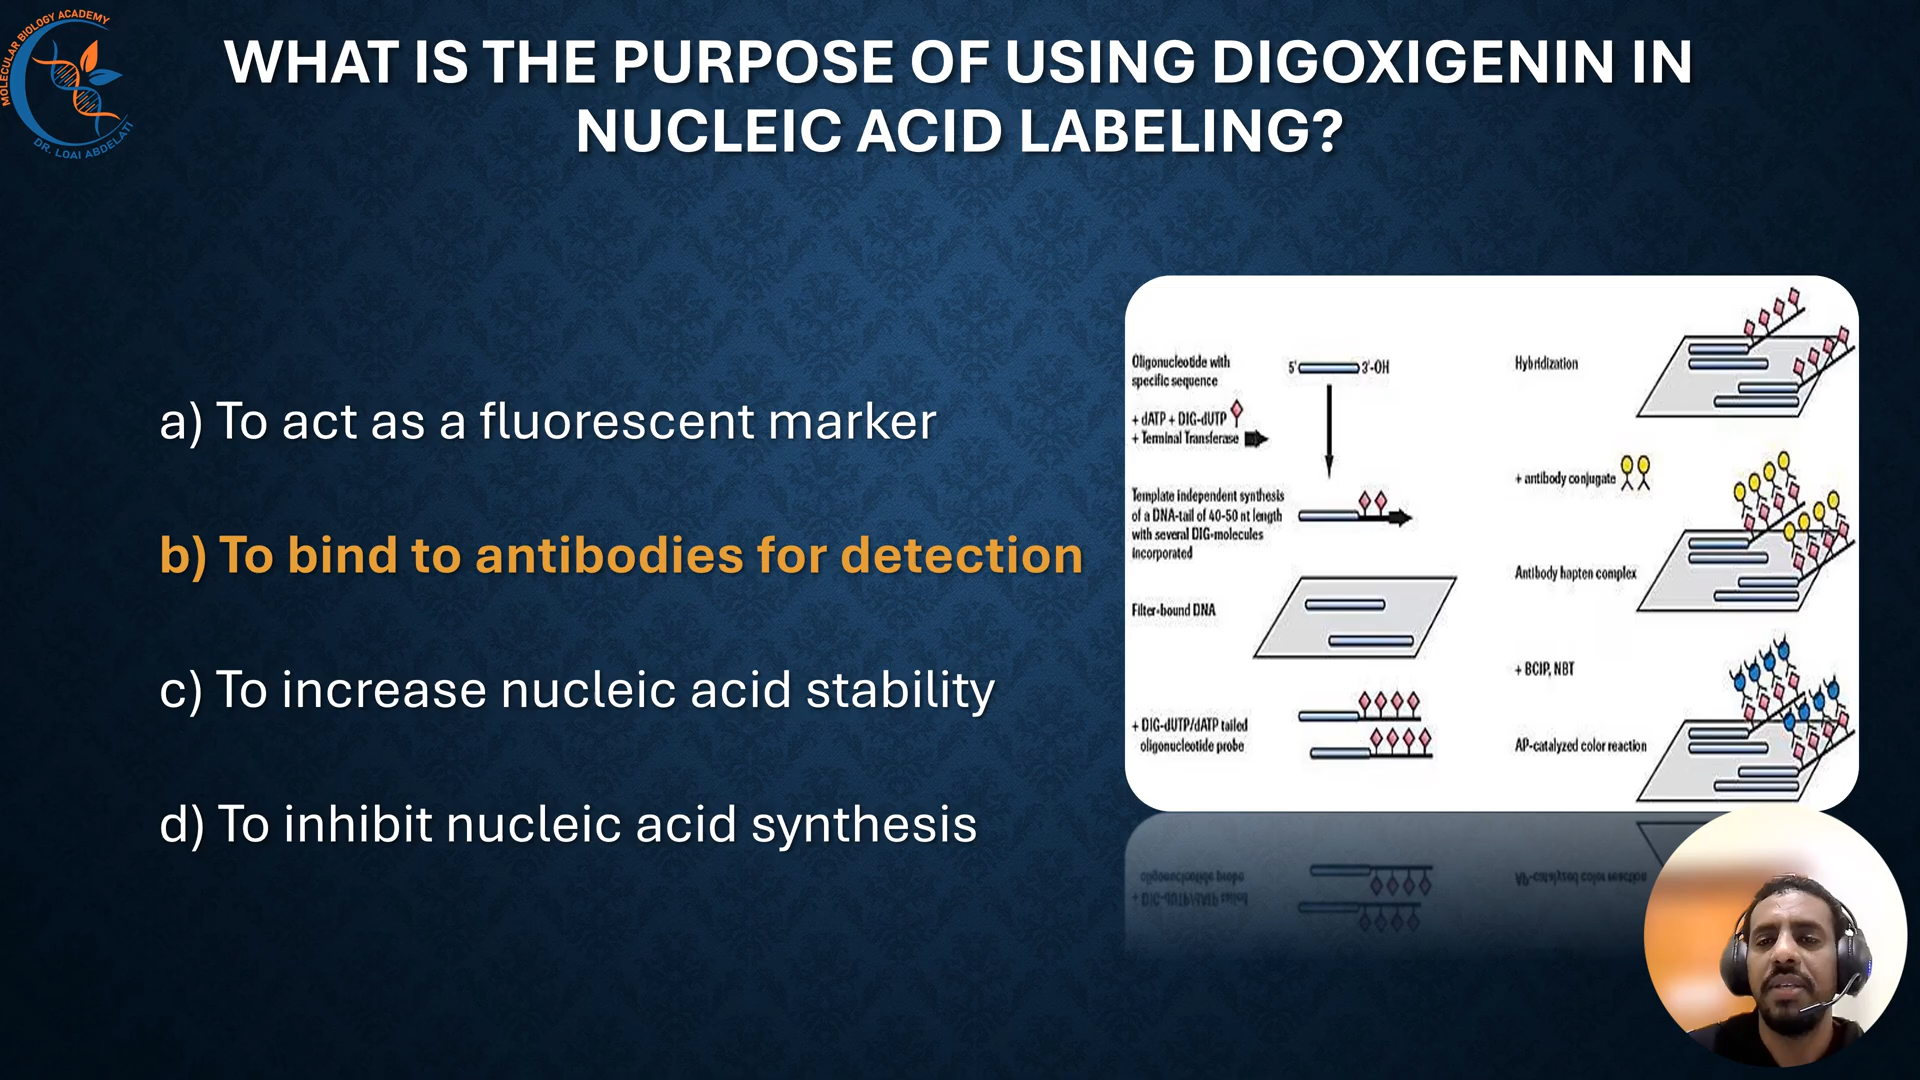 MOLECULAR BIOLOGY ACADEMY
DR. LOAI ABDELATI
WHAT IS THE PURPOSE OF USING DIGOXIGENIN IN
NUCLEIC ACID LABELING?
a) To act as a fluorescent marker
b) To bind to antibodies for detection
c) To increase nucleic acid stability
d) To inhibit nucleic acid synthesis
Oligonucleotide with
specific sequence
5' 3'-OH
+ dATP + DIG-dUTP
+ Terminal Transferase
Template independent synthesis
of a DNA-tail of 40-50 nt length
with several DIG-molecules
incorporated
Filter-bound DNA
+ DIG-dUTP/dATP tailed
oligonucleotide probe
Hybridization
+ antibody conjugate
Antibody hapten complex
+ BCIP, NBT
AP-catalyzed color reaction